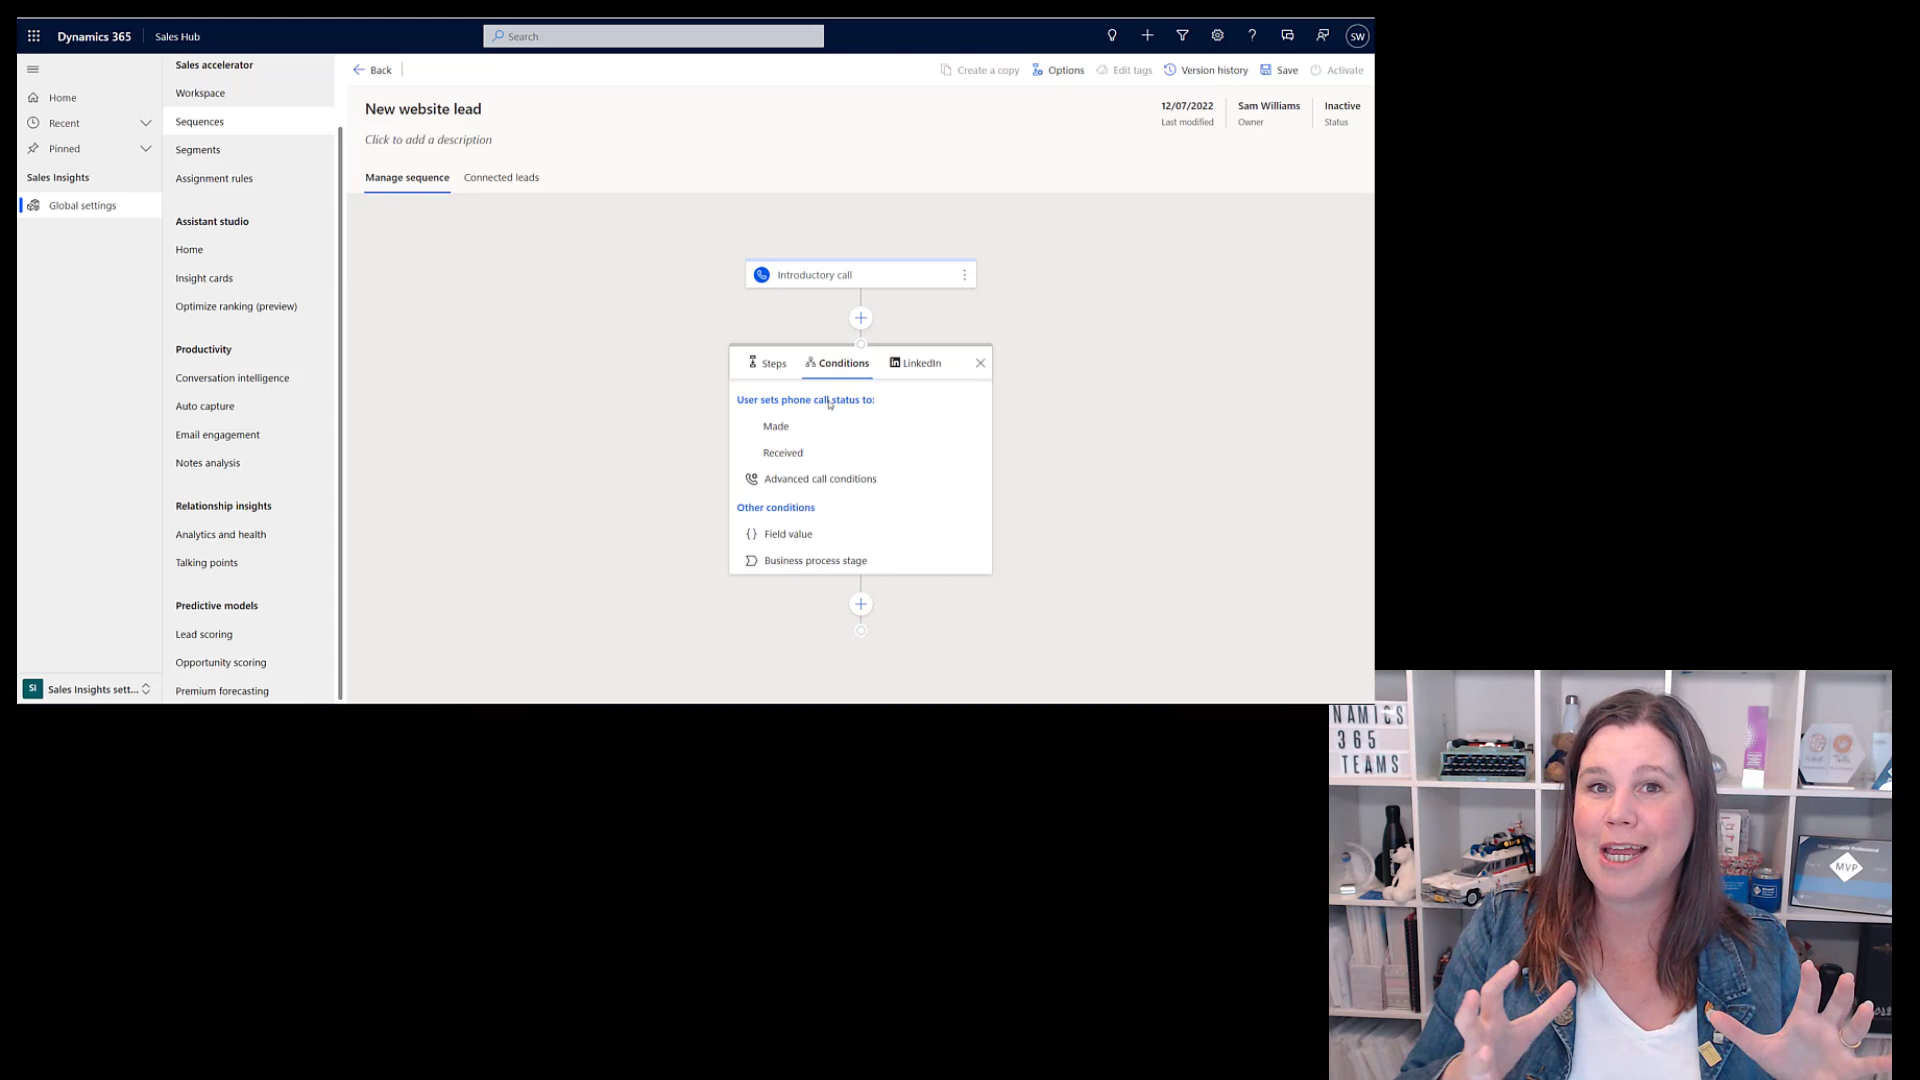 Dynamics 365
Sales Hub
Search
SW
Home
Recent
Pinned
Sales Insights
Global settings
SI
Sales Insights sett...
Sales accelerator
Workspace
Sequences
Segments
Assignment rules
Assistant studio
Home
Insight cards
Optimize ranking (preview)
Productivity
Conversation intelligence
Auto capture
Email engagement
Notes analysis
Relationship insights
Analytics and health
Talking points
Predictive models
Lead scoring
Opportunity scoring
Premium forecasting
Back
Create a copy
Options
Edit tags
Version history
Save
Activate
New website lead
Click to add a description
12/07/2022
Last modified
Sam Williams
Owner
Inactive
Status
Manage sequence
Connected leads
Introductory call
Steps
Conditions
LinkedIn
User sets phone call status to:
Made
Received
Advanced call conditions
Other conditions
Field value
Business process stage
NAMICS
365
TEAMS
MVP